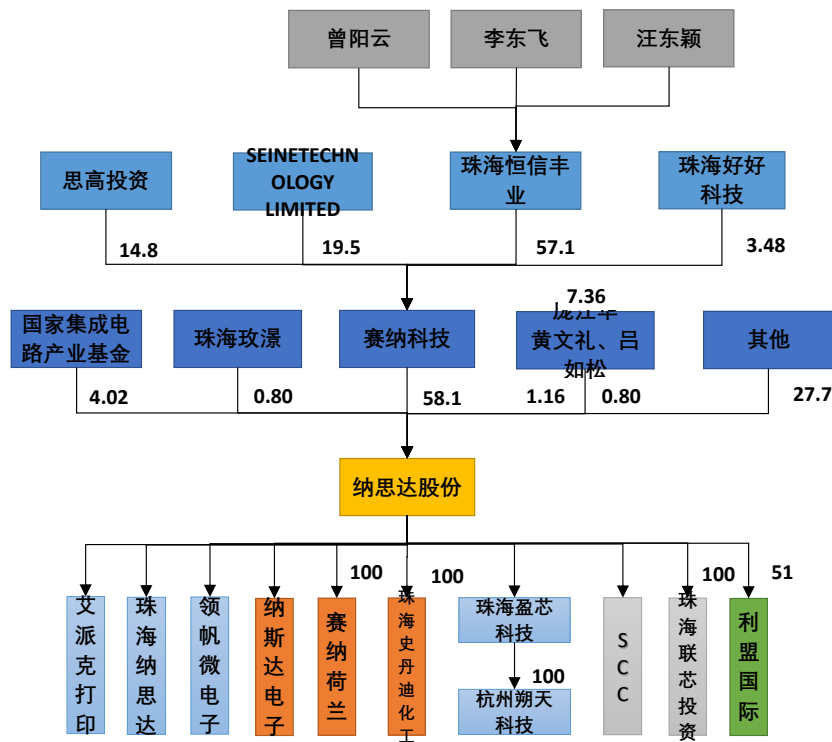 曾阳云
李东飞
汪东颖
思高投资
SEINETECHN
OLOGY
LIMITED
珠海恒信丰
业
珠海好好
科技
14.8
19.5
57.1
3.48
国家集成电
路产业基金
珠海玫澋
赛纳科技
7.36
庞江华
黄文礼、吕
如松
其他
4.02
0.80
58.1
1.16
0.80
27.7
纳思达股份
100
100
100
51
艾派克打印
珠海纳思达
领帆微电子
纳斯达电子
赛纳荷兰
珠海史丹迪化工
珠海盈芯
科技
100
杭州朔天
科技
SCC
珠海联芯投资
利盟国际